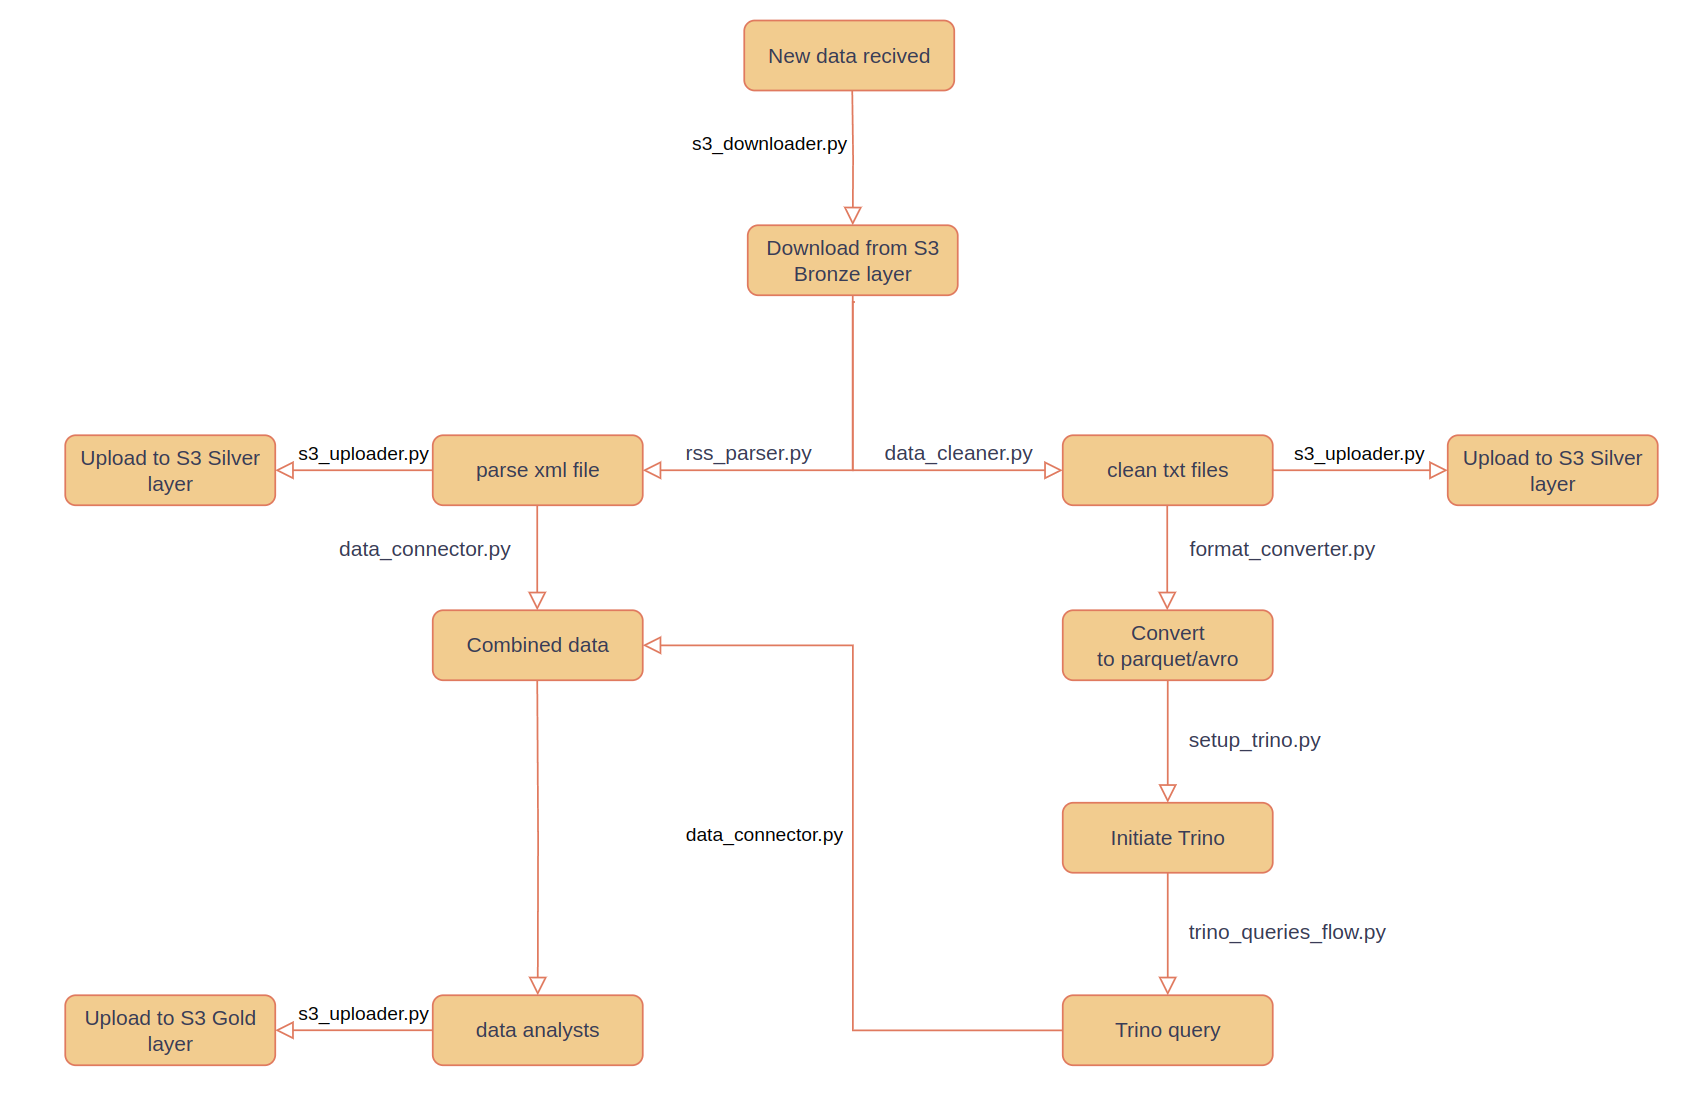 New data recived
s3_downloader.py
Download from S3
Bronze layer
Upload to S3 Silver
layer
s3_uploader.py
parse xml file
rss_parser.py
data_cleaner.py
clean txt files
s3_uploader.py
Upload to S3 Silver
layer
data_connector.py
format_converter.py
Combined data
Convert
to parquet/avro
setup_trino.py
data_connector.py
Initiate Trino
trino_queries_flow.py
Upload to S3 Gold
layer
s3_uploader.py
data analysts
Trino query